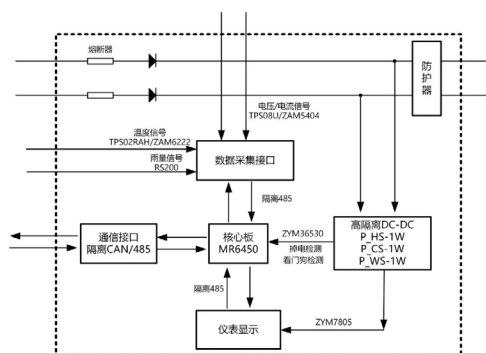 熔断器
防护器
电压/电流信号
TPS08U/ZAM5404
温度信号
TPS02RAH/ZAM6222
雨量信号
RS200
数据采集接口
隔离485
通信接口
隔离CAN/485
核心板
MR6450
ZYM36530
掉电检测
看门狗检测
高隔离DC-DC
P_HS-1W
P_CS-1W
P_WS-1W
隔离485
仪表显示
ZYM7805